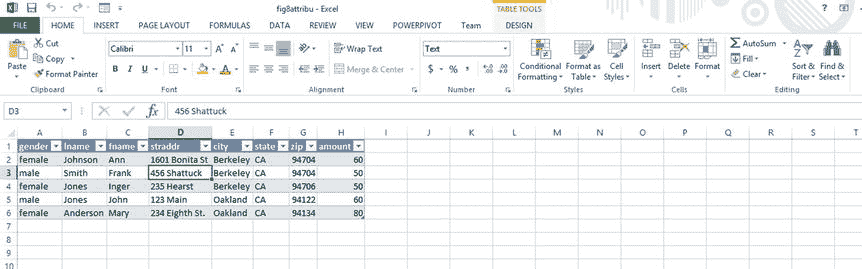 fig8attribu - Excel
TABLE TOOLS
FILE HOME INSERT PAGE LAYOUT FORMULAS DATA REVIEW VIEW POWERPIVOT Team DESIGN
Cut
Copy
Format Painter
Paste
Calibri 11
Wrap Text
Merge & Center
Text
Conditional Formatting
Format as Table
Cell Styles
Insert Delete Format
AutoSum
Fill
Clear
Sort & Filter
Find & Select
Clipboard Font Alignment Number Styles Cells Editing
D3 fx 456 Shattuck
A B C D E F G H I J K L M N O P Q R S T
1 gender lname fname straddr city state zip amount
2 female Johnson Ann 1601 Bonita St Berkeley CA 94704 60
3 male Smith Frank 456 Shattuck Berkeley CA 94704 50
4 female Jones Inger 235 Hearst Berkeley CA 94706 50
5 male Jones John 123 Main Oakland CA 94122 60
6 female Anderson Mary 234 Eighth St. Oakland CA 94134 80
7
8
9
10